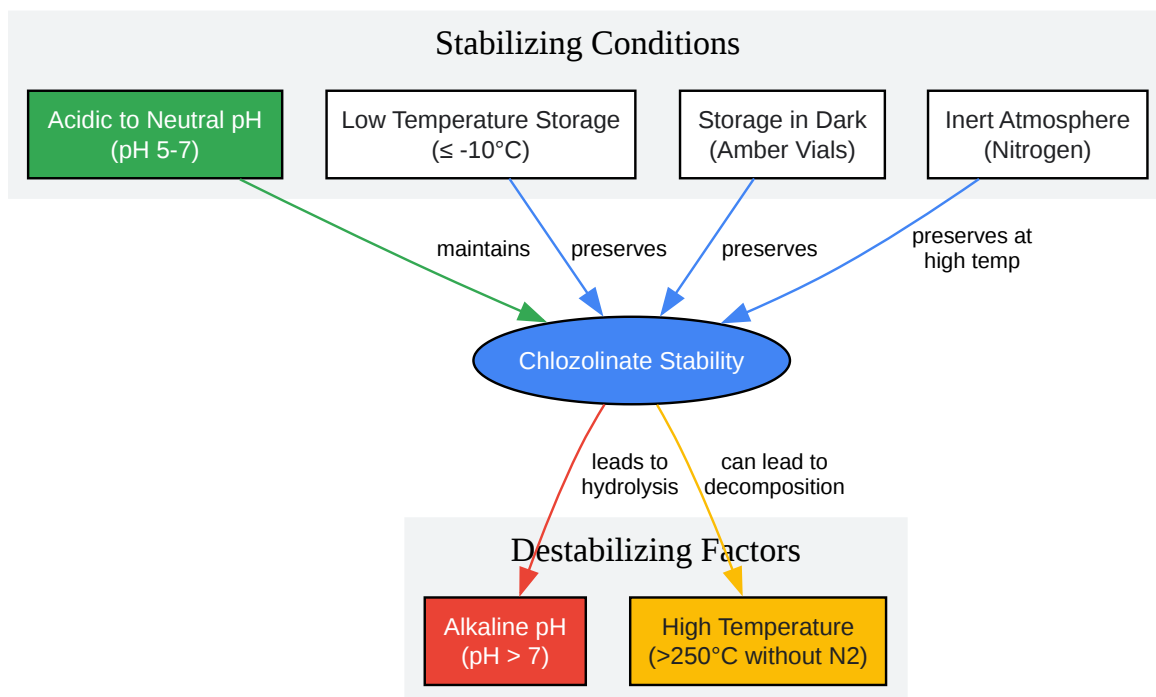 Stabilizing Conditions
Acidic to Neutral pH
(pH 5-7)
Low Temperature Storage
(≤ -10°C)
Storage in Dark
(Amber Vials)
Inert Atmosphere
(Nitrogen)
maintains
preserves
preserves
preserves at
high temp
Chlozolinate Stability
leads to
hydrolysis
can lead to
decomposition
Destabilizing Factors
Alkaline pH
(pH > 7)
High Temperature
(>250°C without N2)